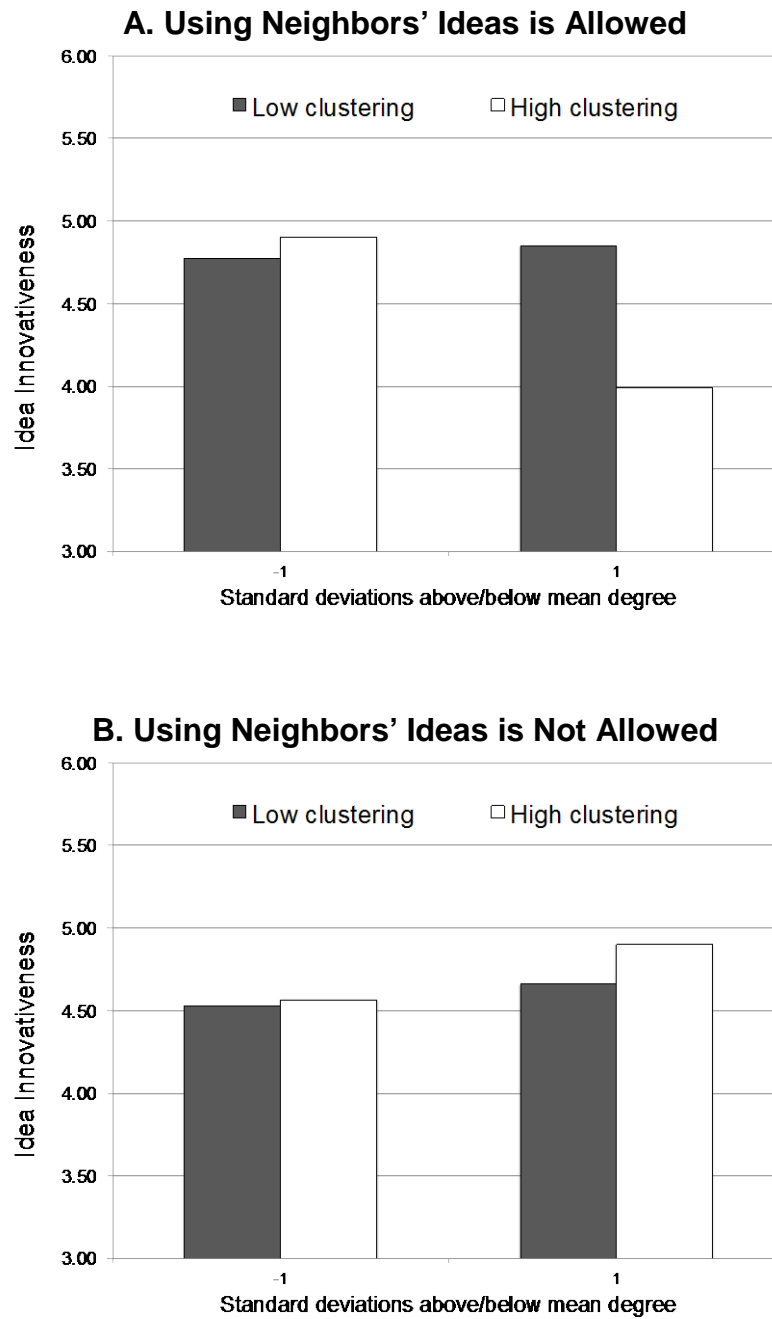 A. Using Neighbors’ Ideas is Allowed
6.00
Low clustering High clustering
5.50
5.00
4.50
4.00
3.50
3.00
Idea Innovativeness
-1 1
Standard deviations above/below mean degree
B. Using Neighbors’ Ideas is Not Allowed
6.00
Low clustering High clustering
5.50
5.00
4.50
4.00
3.50
3.00
Idea Innovativeness
-1 1
Standard deviations above/below mean degree